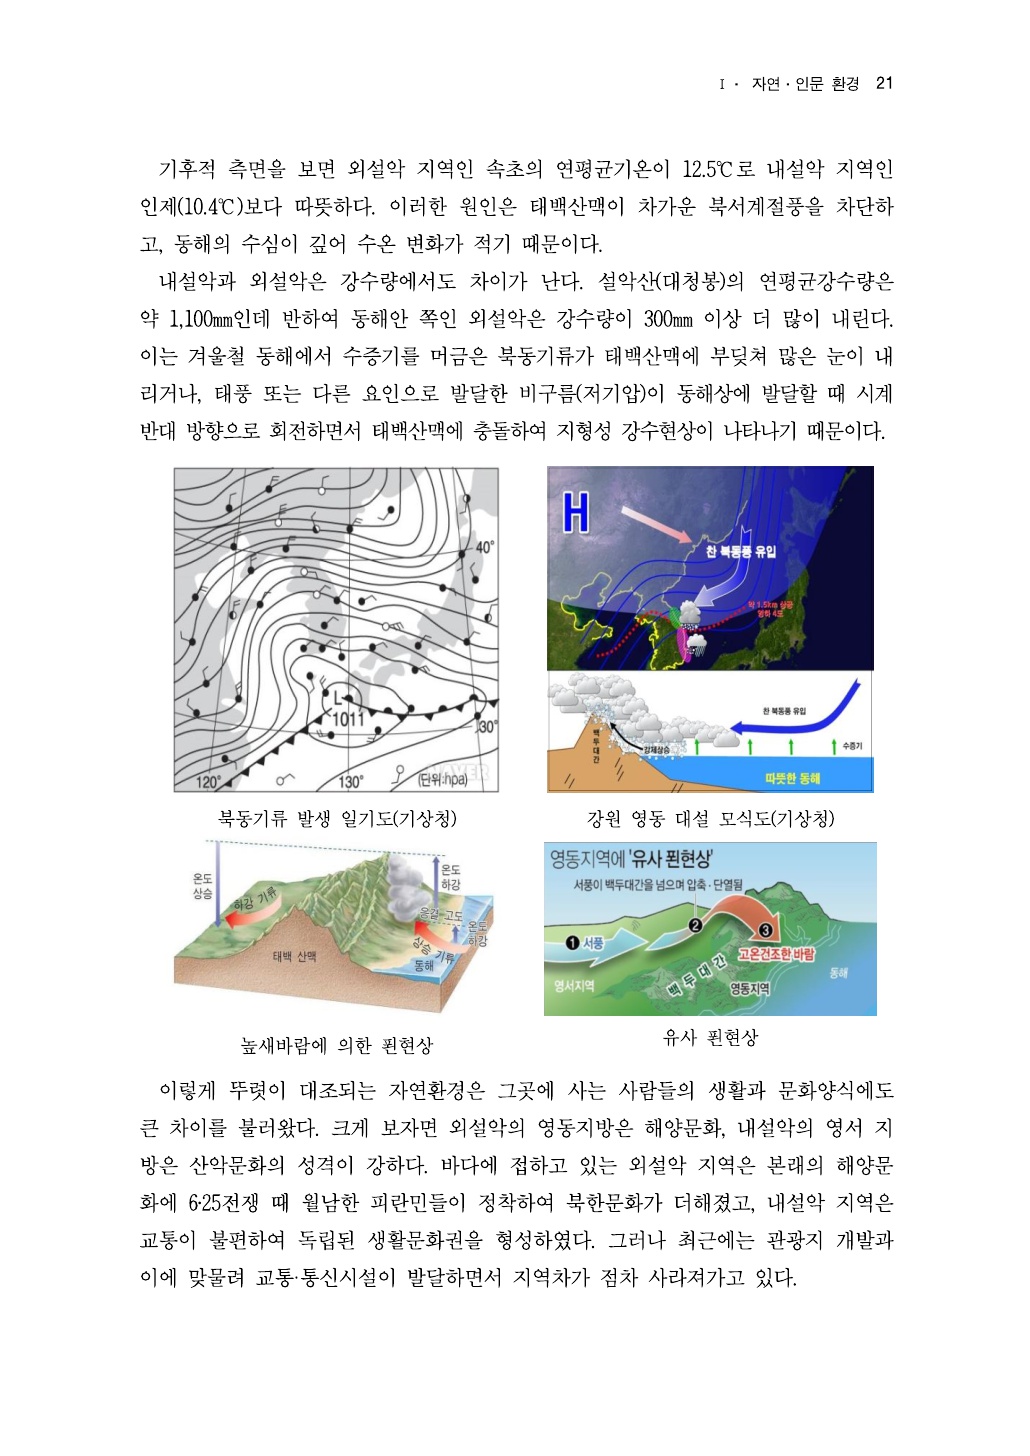 I · 자연·인문 환경 21
기후적 측면을 보면 외설악 지역인 속초의 연평균기온이 12.5℃로 내설악 지역인
인제(10.4℃)보다 따뜻하다. 이러한 원인은 태백산맥이 차가운 북서계절풍을 차단하
고, 동해의 수심이 깊어 수온 변화가 적기 때문이다.
내설악과 외설악은 강수량에서도 차이가 난다. 설악산(대청봉)의 연평균강수량은
약 1,100㎜인데 반하여 동해안 쪽인 외설악은 강수량이 300㎜ 이상 더 많이 내린다.
이는 겨울철 동해에서 수증기를 머금은 북동기류가 태백산맥에 부딪쳐 많은 눈이 내
리거나, 태풍 또는 다른 요인으로 발달한 비구름(저기압)이 동해상에 발달할 때 시계
반대 방향으로 회전하면서 태백산맥에 충돌하여 지형성 강수현상이 나타나기 때문이다.
40°
L
1011
30°
120°
130°
(단위:hpa)
NAVER
H
찬 북동풍 유입
약 1.5km 상공
영하 4도
찬 북동풍 유입
백두대간
강제상승
수증기
따뜻한 동해
북동기류 발생 일기도(기상청)
강원 영동 대설 모식도(기상청)
온도
상승
하강 기류
태백 산맥
온도
하강
응결 고도
온도
하강
상승 기류
동해
영동지역에 '유사 푄현상'
서풍이 백두대간을 넘으며 압축·단열됨
❶ 서풍
❷
❸
고온건조한 바람
영서지역
백두대간
영동지역
동해
높새바람에 의한 푄현상
유사 푄현상
이렇게 뚜렷이 대조되는 자연환경은 그곳에 사는 사람들의 생활과 문화양식에도
큰 차이를 불러왔다. 크게 보자면 외설악의 영동지방은 해양문화, 내설악의 영서 지
방은 산악문화의 성격이 강하다. 바다에 접하고 있는 외설악 지역은 본래의 해양문
화에 6·25전쟁 때 월남한 피란민들이 정착하여 북한문화가 더해졌고, 내설악 지역은
교통이 불편하여 독립된 생활문화권을 형성하였다. 그러나 최근에는 관광지 개발과
이에 맞물려 교통·통신시설이 발달하면서 지역차가 점차 사라져가고 있다.